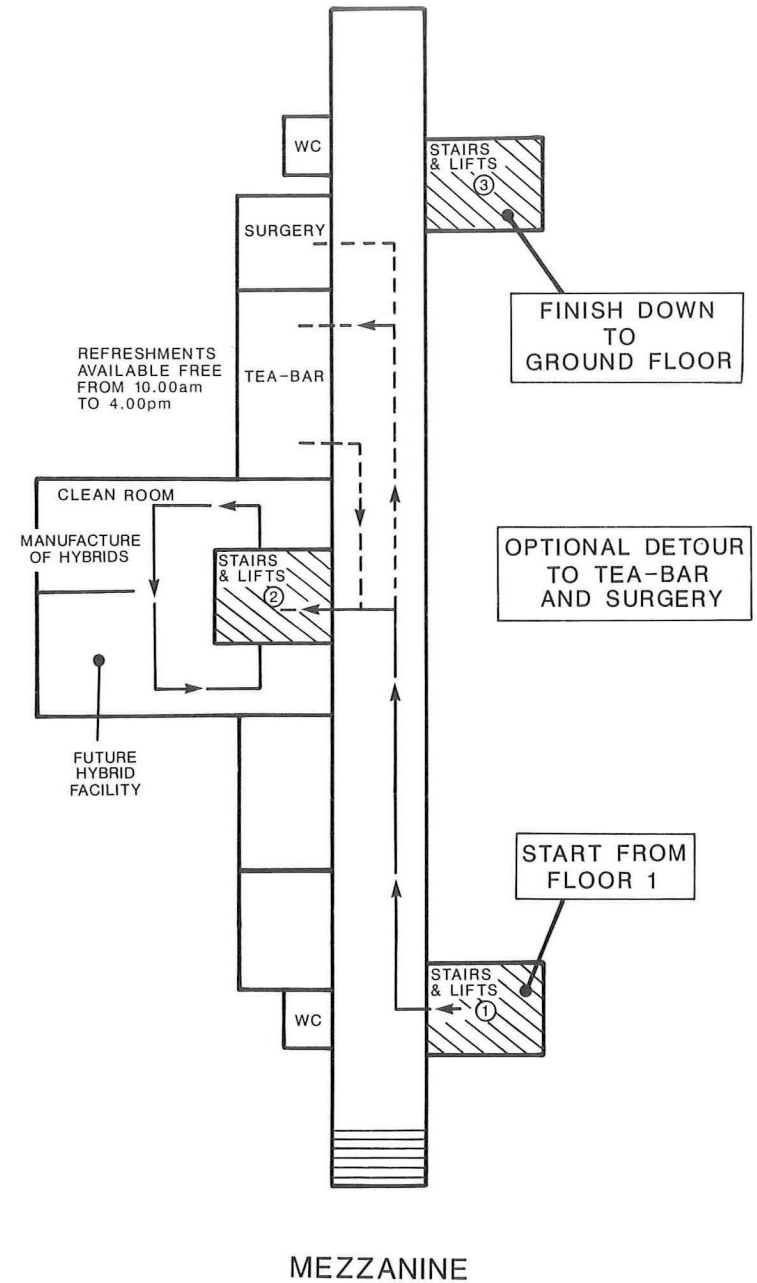 WC
STAIRS
& LIFTS
3
SURGERY
FINISH DOWN
TO
GROUND FLOOR
REFRESHMENTS
AVAILABLE FREE
FROM 10.00am
TO 4.00pm
TEA-BAR
CLEAN ROOM
MANUFACTURE
OF HYBRIDS
STAIRS
& LIFTS
2
OPTIONAL DETOUR
TO TEA-BAR
AND SURGERY
FUTURE
HYBRID
FACILITY
START FROM
FLOOR 1
STAIRS
& LIFTS
1
WC
MEZZANINE